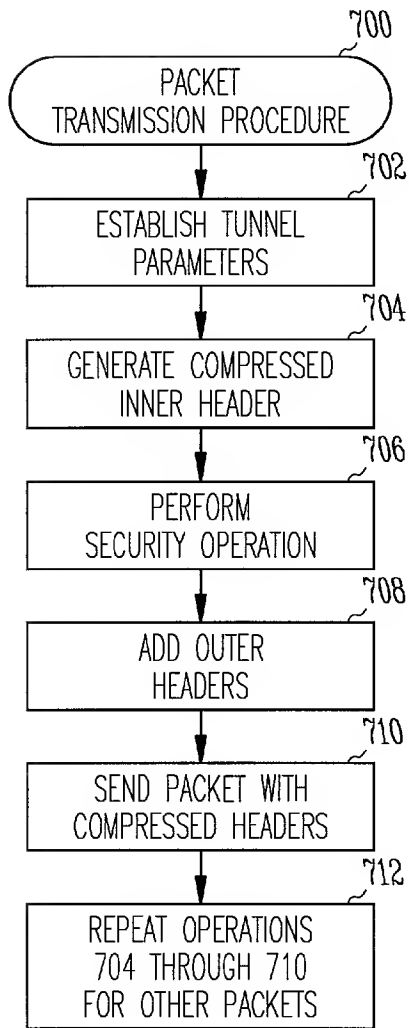 700
PACKET
TRANSMISSION PROCEDURE
702
ESTABLISH TUNNEL
PARAMETERS
704
GENERATE COMPRESSED
INNER HEADER
706
PERFORM
SECURITY OPERATION
708
ADD OUTER
HEADERS
710
SEND PACKET WITH
COMPRESSED HEADERS
712
REPEAT OPERATIONS
704 THROUGH 710
FOR OTHER PACKETS